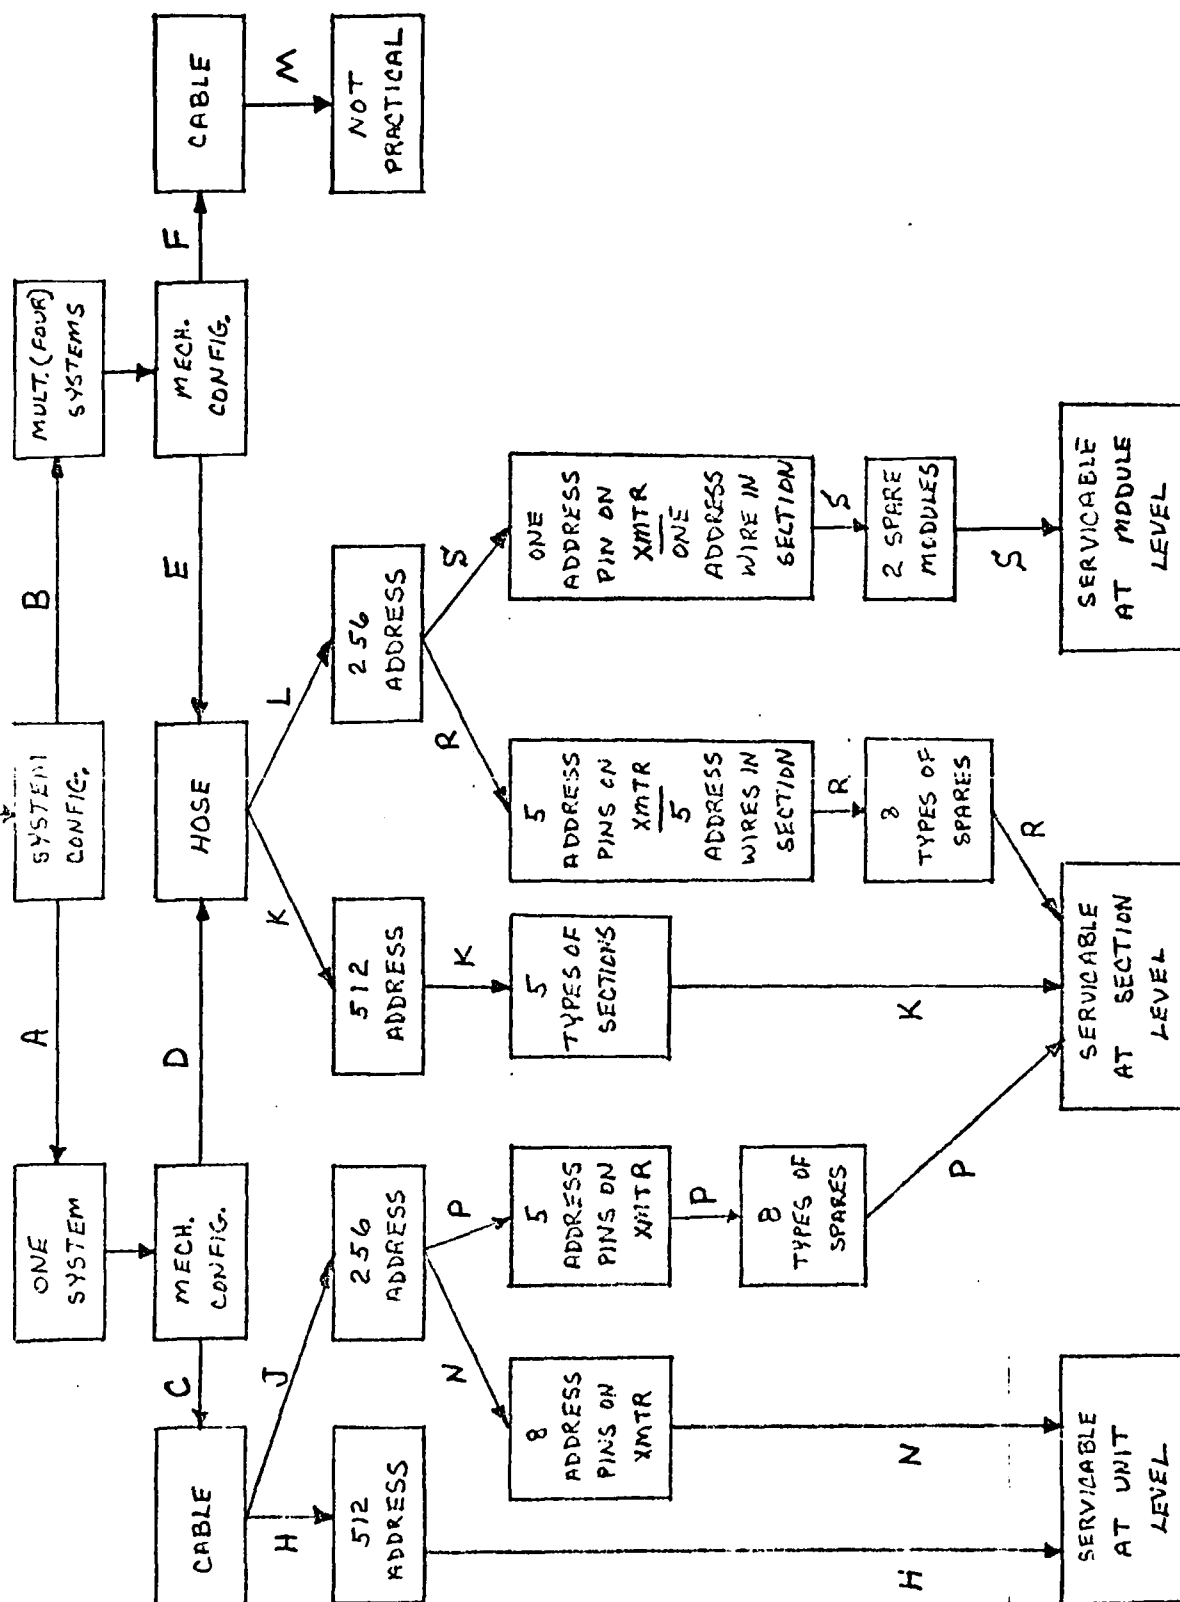 SYSTEM
CONFIG.
A
B
ONE
SYSTEM
MULT. (FOUR)
SYSTEMS
MECH.
CONFIG.
MECH.
CONFIG.
C
D
E
F
CABLE
HOSE
CABLE
H
J
K
L
M
512
ADDRESS
256
ADDRESS
512
ADDRESS
256
ADDRESS
NOT
PRACTICAL
N
P
K
R
S
8
ADDRESS
PINS ON
XMTR
5
ADDRESS
PINS ON
XMTR
5
TYPES OF
SECTIONS
5
ADDRESS
PINS ON
XMTR
5
ADDRESS
WIRES IN
SECTION
ONE
ADDRESS
PIN ON
XMTR
ONE
ADDRESS
WIRE IN
SECTION
P
R
S
8
TYPES OF
SPARES
8
TYPES OF
SPARES
2 SPARE
MODULES
H
N
P
K
R
S
SERVICABLE
AT UNIT
LEVEL
SERVICABLE
AT SECTION
LEVEL
SERVICABLE
AT MODULE
LEVEL